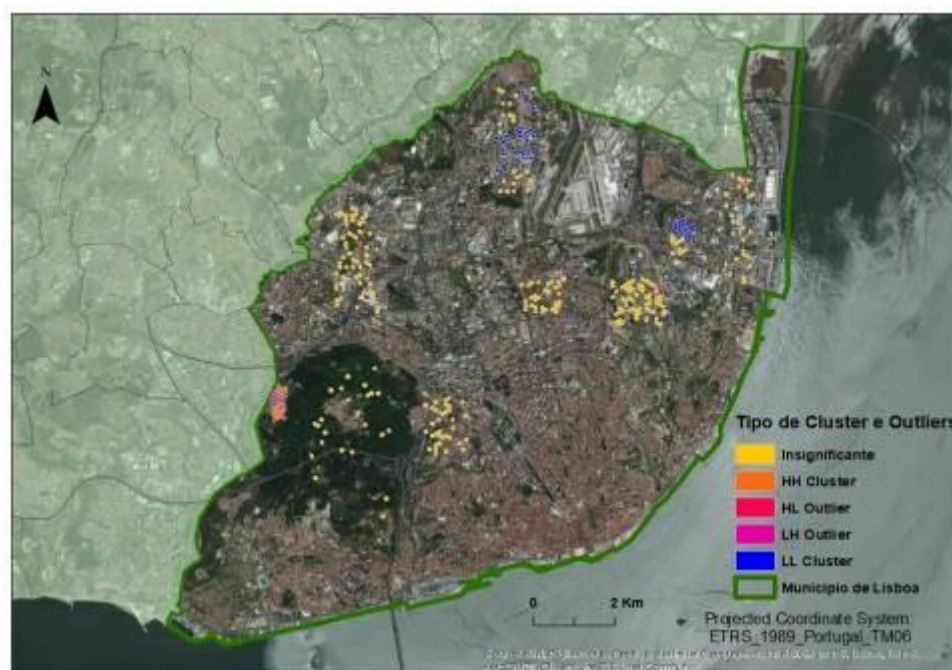 N
Tipo de Cluster e Outliers
Insignificante
HH Cluster
HL Outlier
LH Outlier
LL Cluster
Município de Lisboa
0 2 Km
Projected Coordinate System:
ETRS_1989_Portugal_TM06